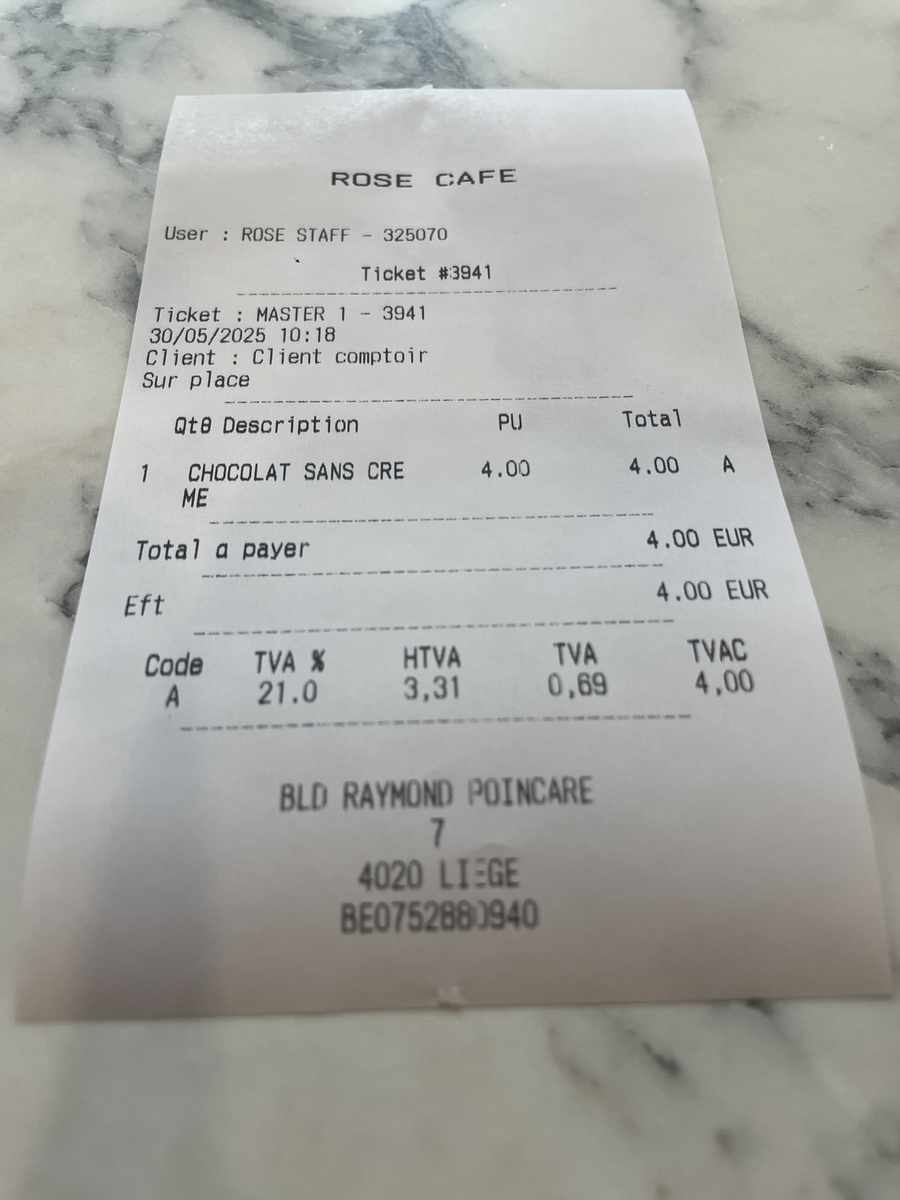 ROSE CAFE
User : ROSE STAFF - 325070
Ticket #3941
Ticket : MASTER 1 - 3941
30/05/2025 10:18
Client : Client comptoir
Sur place
Qt0 Description PU Total
1 CHOCOLAT SANS CRE 4.00 4.00 A
ME
Total a payer 4.00 EUR
Eft 4.00 EUR
Code TVA % HTVA TVA TVAC
A 21.0 3,31 0,69 4,00
BLD RAYMOND POINCARE
7
4020 LIEGE
BE0752880940